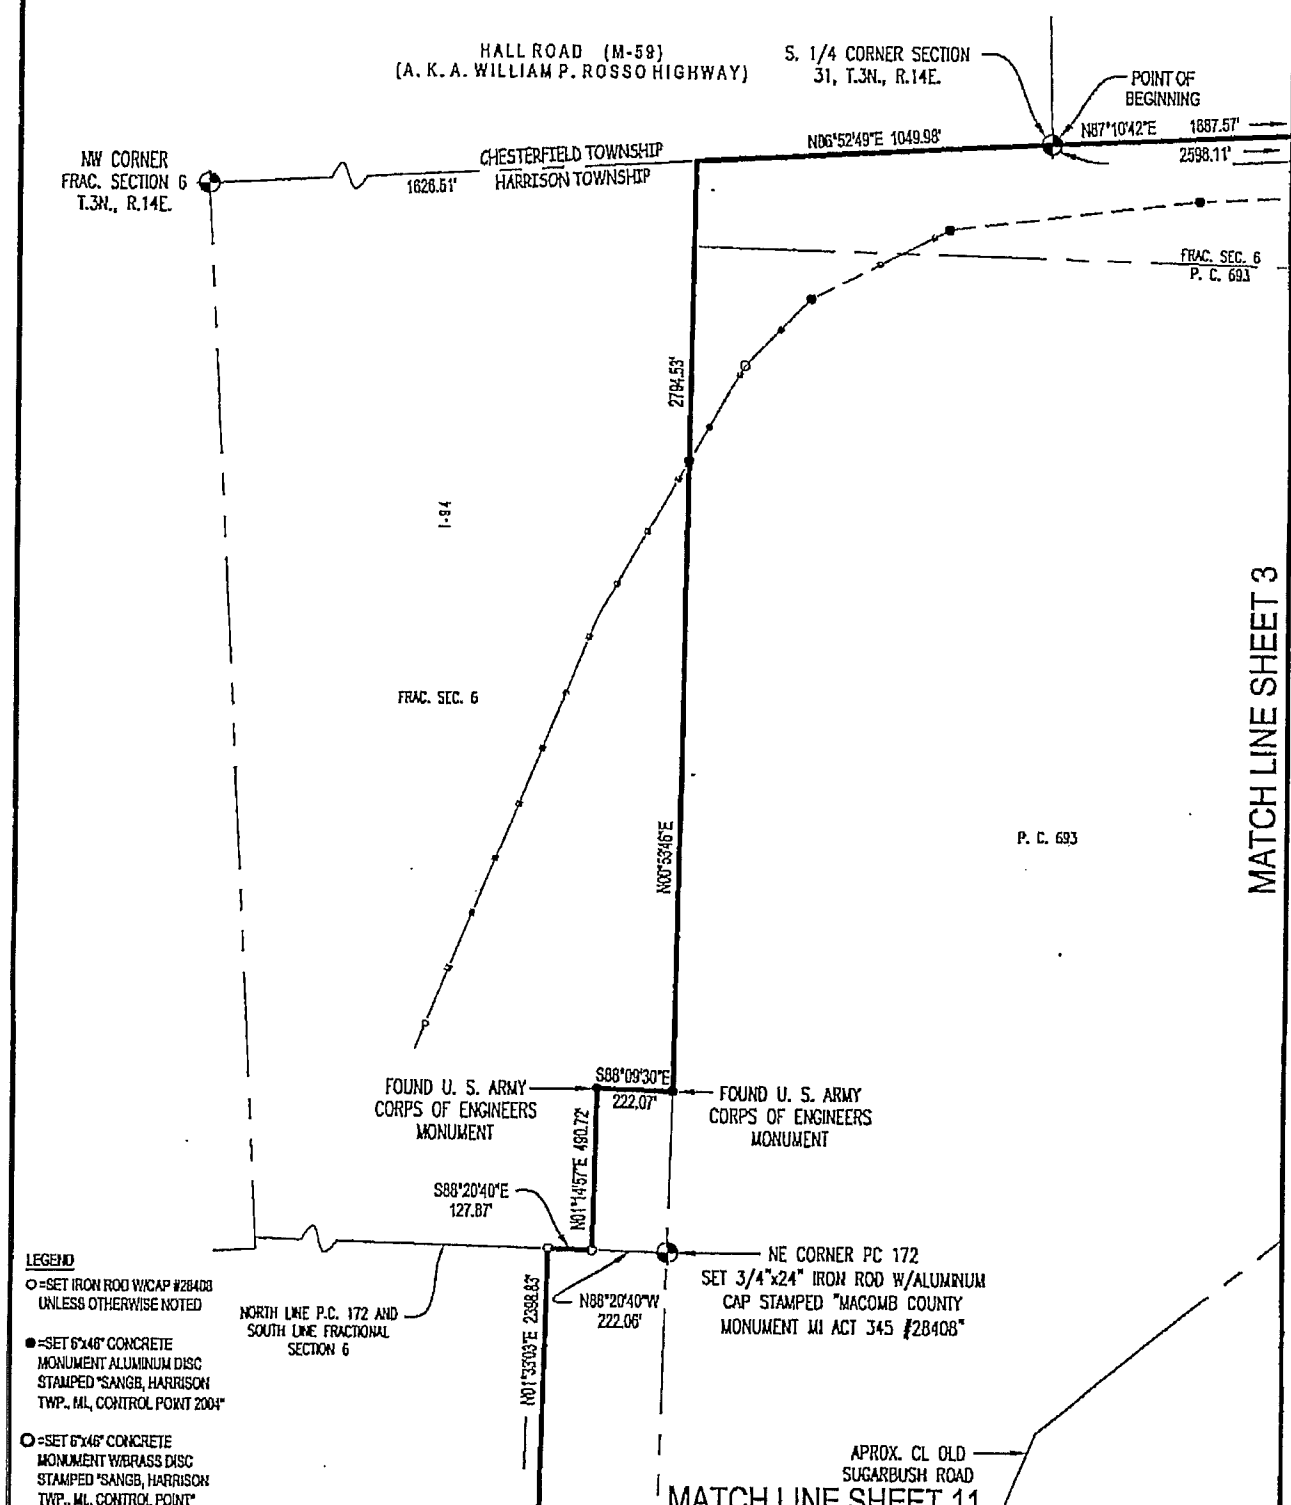 HALL ROAD (M-59)
(A. K. A. WILLIAM P. ROSSO HIGHWAY)
S. 1/4 CORNER SECTION
31, T.3N., R.14E.
POINT OF
BEGINNING
N87°10'42"E 1887.57'
2598.11'
N86°52'49"E 1049.98'
NW CORNER
FRAC. SECTION 6
T.3N., R.14E.
CHESTERFIELD TOWNSHIP
HARRISON TOWNSHIP
1626.51'
FRAC. SEC. 6
P. C. 693
2794.53'
I-94
MATCH LINE SHEET 3
FRAC. SEC. 6
P. C. 693
N00°53'46"E
S88°09'30"E
222.07'
FOUND U. S. ARMY
CORPS OF ENGINEERS
MONUMENT
FOUND U. S. ARMY
CORPS OF ENGINEERS
MONUMENT
N01°14'57"E 490.72'
S88°20'40"E
127.87'
NE CORNER PC 172
SET 3/4"x24" IRON ROD W/ALUMINUM
CAP STAMPED "MACOMB COUNTY
MONUMENT MI ACT 345 #28408"
N88°20'40"W
222.06'
N01°33'03"E 2398.83'
NORTH LINE P.C. 172 AND
SOUTH LINE FRACTIONAL
SECTION 6
LEGEND
=SET IRON ROD W/CAP #28408
UNLESS OTHERWISE NOTED
=SET 6"x46" CONCRETE
MONUMENT ALUMINUM DISC
STAMPED "SANGB, HARRISON
TWP., MI., CONTROL POINT 2004"
=SET 6"x46" CONCRETE
MONUMENT W/BRASS DISC
STAMPED "SANGB, HARRISON
TWP., MI., CONTROL POINT"
APROX. CL OLD
SUGARBUSH ROAD
MATCH LINE SHEET 11